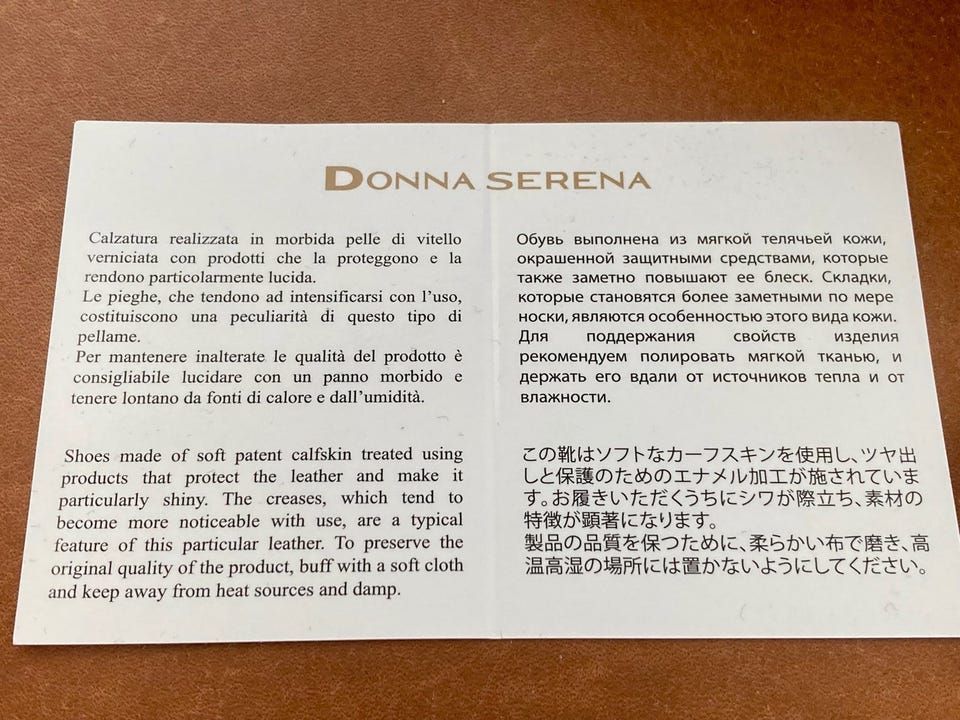 DONNA SERENA
Calzatura realizzata in morbida pelle di vitello
verniciata con prodotti che la proteggono e la
rendono particolarmente lucida.
Le pieghe, che tendono ad intensificarsi con l'uso,
costituiscono una peculiarità di questo tipo di
pellame.
Per mantenere inalterate le qualità del prodotto è
consigliabile lucidare con un panno morbido e
tenere lontano da fonti di calore e dall'umidità.
Shoes made of soft patent calfskin treated using
products that protect the leather and make it
particularly shiny. The creases, which tend to
become more noticeable with use, are a typical
feature of this particular leather. To preserve the
original quality of the product, buff with a soft cloth
and keep away from heat sources and damp.
Обувь выполнена из мягкой телячьей кожи,
окрашенной защитными средствами, которые
также заметно повышают ее блеск. Складки,
которые становятся более заметными по мере
носки, являются особенностью этого вида кожи.
Для поддержания свойств изделия
рекомендуем полировать мягкой тканью, и
держать его вдали от источников тепла и от
влажности.
この靴はソフトなカーフスキンを使用し、ツヤ出
しと保護のためのエナメル加工が施されていま
す。お履きいただくうちにシワが際立ち、素材の
特徴が顕著になります。
製品の品質を保つために、柔らかい布で磨き、高
温高湿の場所には置かないようにしてください。